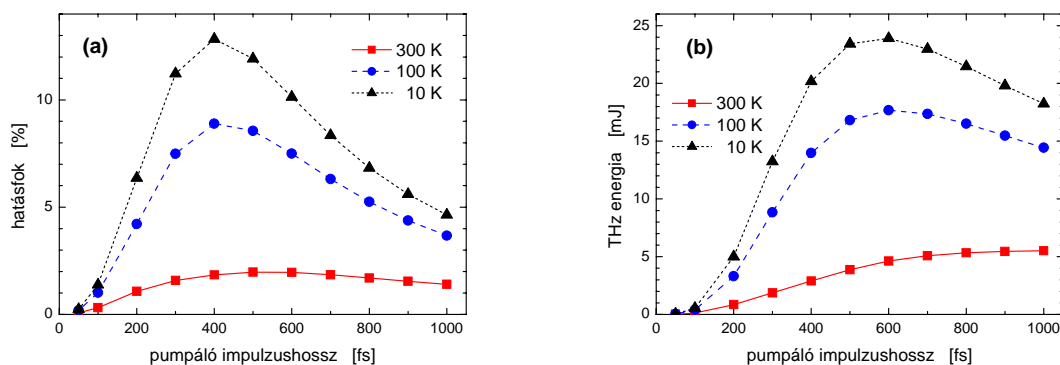 (a)
300 K
100 K
10 K
hatásfok [%]
10
5
0
0 200 400 600 800 1000
pumpáló impulzushossz [fs]
(b)
300 K
100 K
10 K
THz energia [mJ]
25
20
15
10
5
0
0 200 400 600 800 1000
pumpáló impulzushossz [fs]